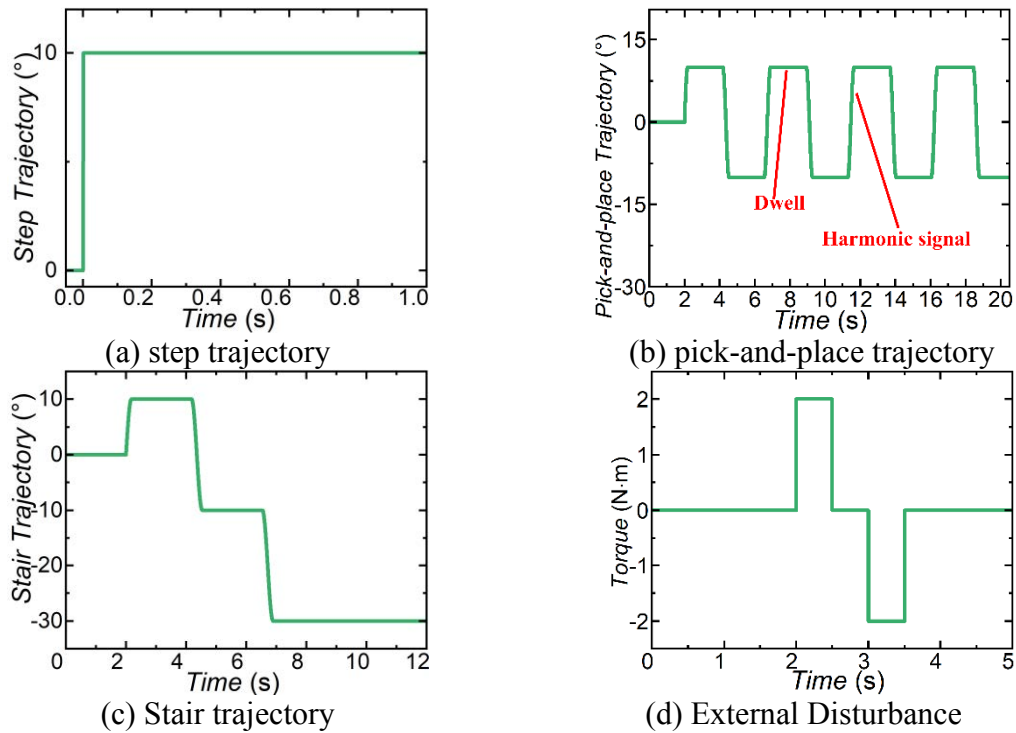 Step Trajectory (°)
10
0
0.0 0.2 0.4 0.6 0.8 1.0
Time (s)
(a) step trajectory
Pick-and-place Trajectory (°)
15
0
-15
-30
0 2 4 6 8 10 12 14 16 18 20
Time (s)
Dwell
Harmonic signal
(b) pick-and-place trajectory
Stair Trajectory (°)
10
0
-10
-20
-30
0 2 4 6 8 10 12
Time (s)
(c) Stair trajectory
Torque (N·m)
2
1
0
-1
-2
0 1 2 3 4 5
Time (s)
(d) External Disturbance